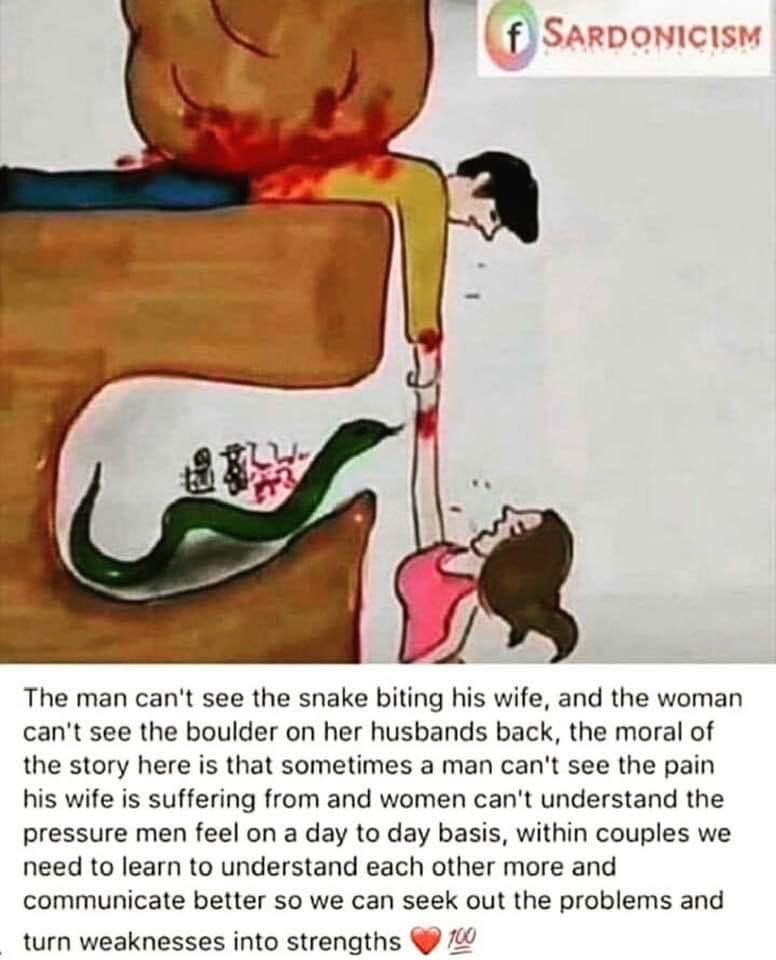 f SARDONICISM
The man can't see the snake biting his wife, and the woman
can't see the boulder on her husbands back, the moral of
the story here is that sometimes a man can't see the pain
his wife is suffering from and women can't understand the
pressure men feel on a day to day basis, within couples we
need to learn to understand each other more and
communicate better so we can seek out the problems and
turn weaknesses into strengths ❤️ 💯